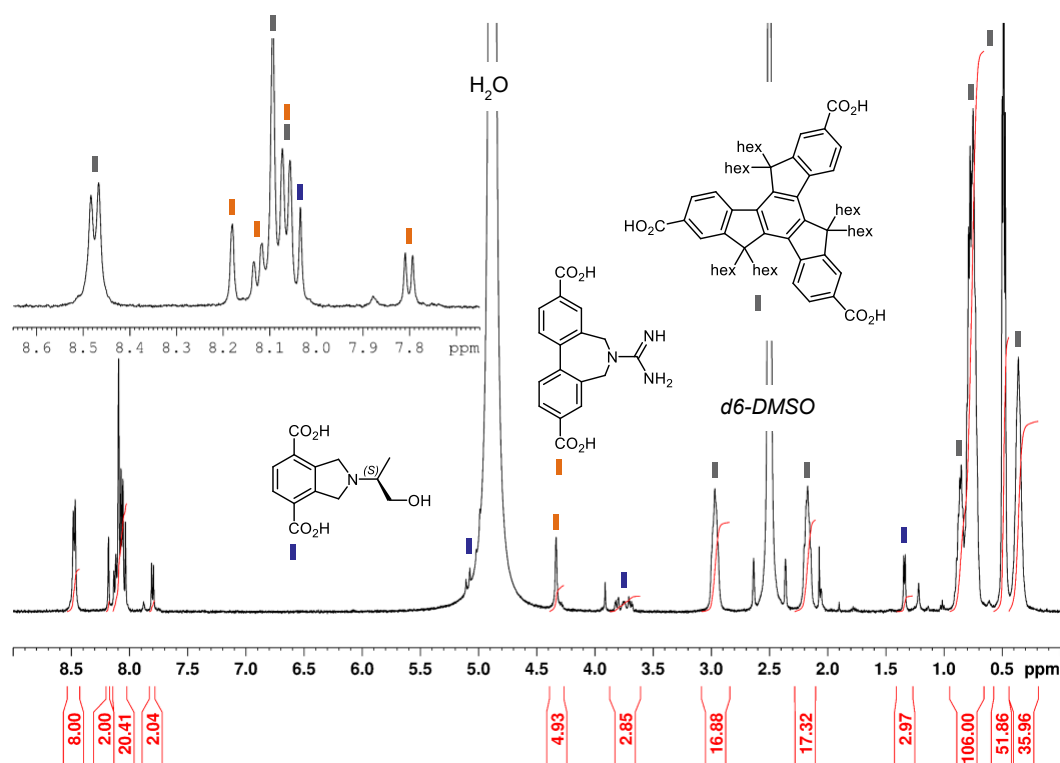 H2O
CO2H
hex
hex
HO2C
hex
hex
hex
hex
CO2H
8.6 8.5 8.4 8.3 8.2 8.1 8.0 7.9 7.8 ppm
CO2H
NH
N
NH2
CO2H
d6-DMSO
CO2H
(S)
N
OH
CO2H
8.5 8.0 7.5 7.0 6.5 6.0 5.5 5.0 4.5 4.0 3.5 3.0 2.5 2.0 1.5 1.0 0.5 ppm
8.00 2.00 20.41 2.04 4.93 2.85 16.88 17.32 2.97 106.00 51.86 35.96